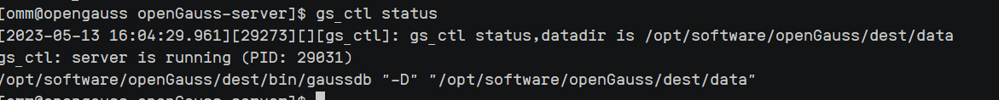 [omm@opengauss openGauss-server]$ gs_ctl status
[2023-05-13 16:04:29.961][29273][][gs_ctl]: gs_ctl status,datadir is /opt/software/openGauss/dest/data
gs_ctl: server is running (PID: 29031)
/opt/software/openGauss/dest/bin/gaussdb "-D" "/opt/software/openGauss/dest/data"
[omm@opengauss openGauss-server]$